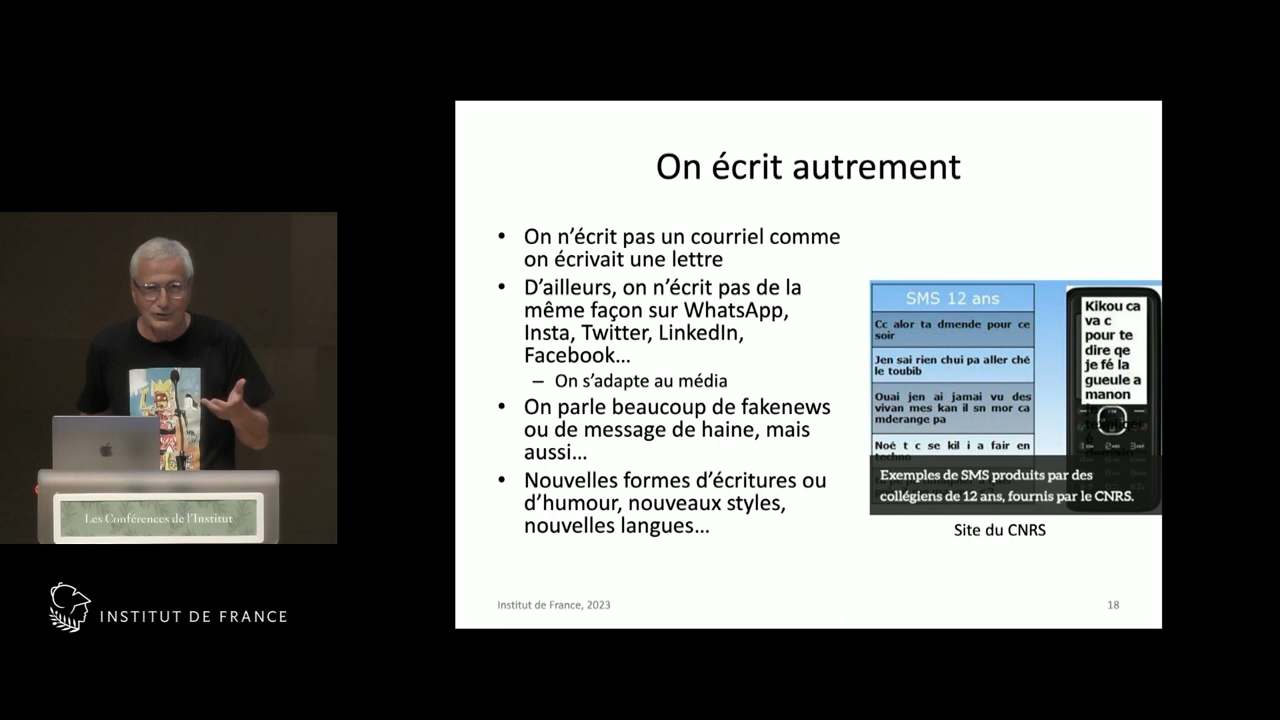 On écrit autrement
• On n’écrit pas un courriel comme
on écrivait une lettre
• D’ailleurs, on n’écrit pas de la
même façon sur WhatsApp,
Insta, Twitter, LinkedIn,
Facebook…
– On s’adapte au média
• On parle beaucoup de fakenews
ou de message de haine, mais
aussi…
• Nouvelles formes d’écritures ou
d’humour, nouveaux styles,
nouvelles langues…
SMS 12 ans
Cc alor ta dmende pour ce
soir
Jen sai rien chui pa aller ché
le toubib
Ouai jen ai jamai vu des
vivan mes kan il sn mor ca
mderange pa
Noé t c se kil i a fair en
techno
Kikou ca
va c
pour te
dire qe
je fé la
gueule a
manon
Exemples de SMS produits par des
collégiens de 12 ans, fournis par le CNRS.
Site du CNRS
Institut de France, 2023
18
Les Conférences de l'Institut
INSTITUT DE FRANCE